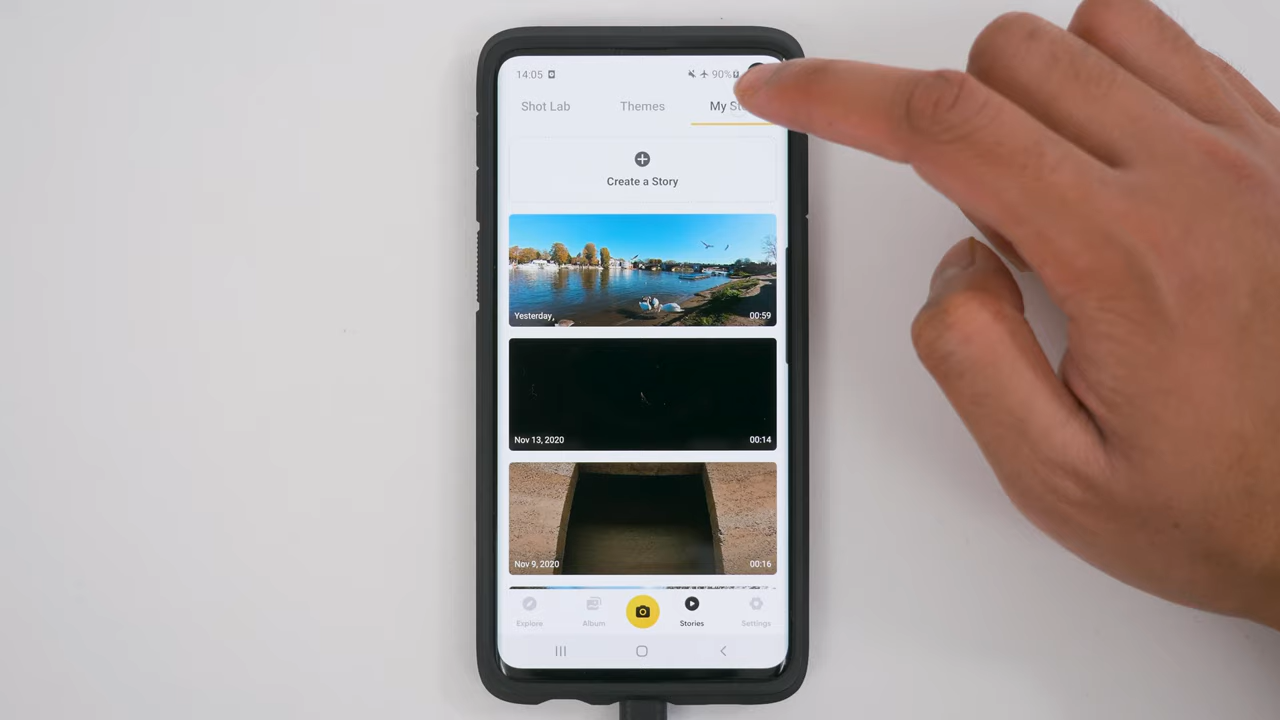 14:05 90%
Shot Lab Themes My
Create a Story
Yesterday 00:59
Nov 13, 2020 00:14
Nov 9, 2020 00:16
Explore Album Stories Settings